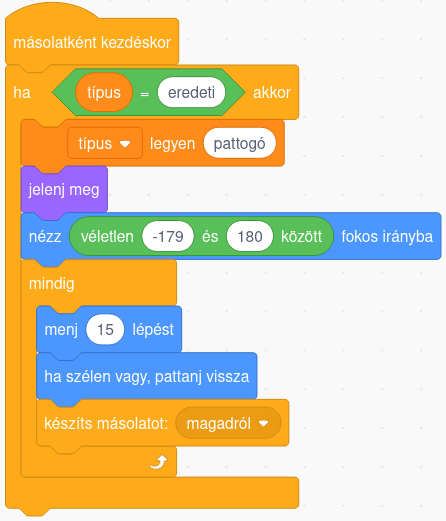 másolatként kezdéskor
ha típus = eredeti akkor
típus legyen pattogó
jelenj meg
nézz véletlen -179 és 180 között fokos irányba
mindig
menj 15 lépést
ha szélen vagy, pattanj vissza
készíts másolatot: magadról